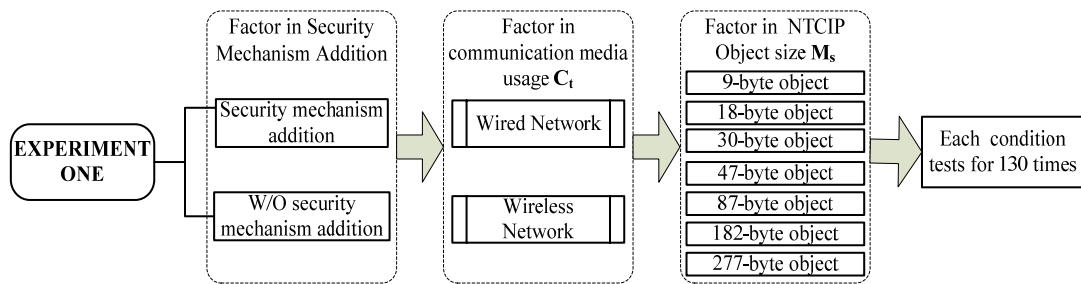 EXPERIMENT
ONE
Factor in Security
Mechanism Addition
Security mechanism
addition
W/O security
mechanism addition
Factor in
communication media
usage Ct
Wired Network
Wireless
Network
Factor in NTCIP
Object size Ms
9-byte object
18-byte object
30-byte object
47-byte object
87-byte object
182-byte object
277-byte object
Each condition
tests for 130 times